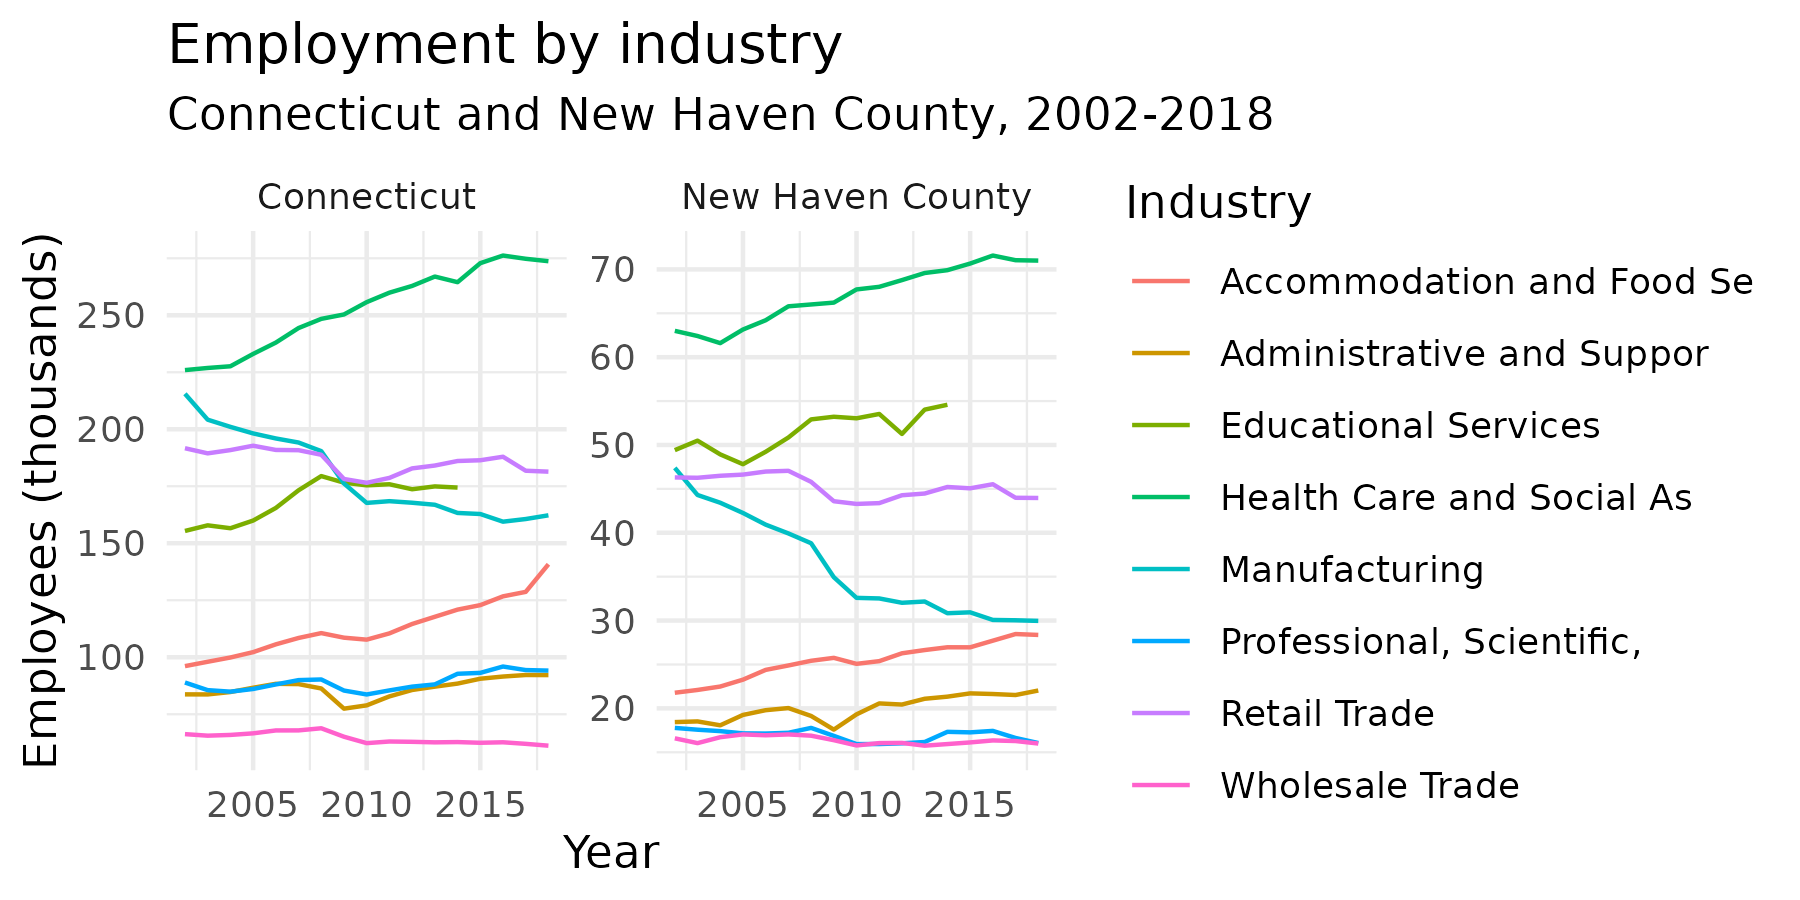 Employment by industry
Connecticut and New Haven County, 2002-2018
Connecticut
New Haven County
Employees (thousands)
250
200
150
100
70
60
50
40
30
20
2005 2010 2015
2005 2010 2015
Year
Industry
Accommodation and Food Se
Administrative and Suppor
Educational Services
Health Care and Social As
Manufacturing
Professional, Scientific,
Retail Trade
Wholesale Trade